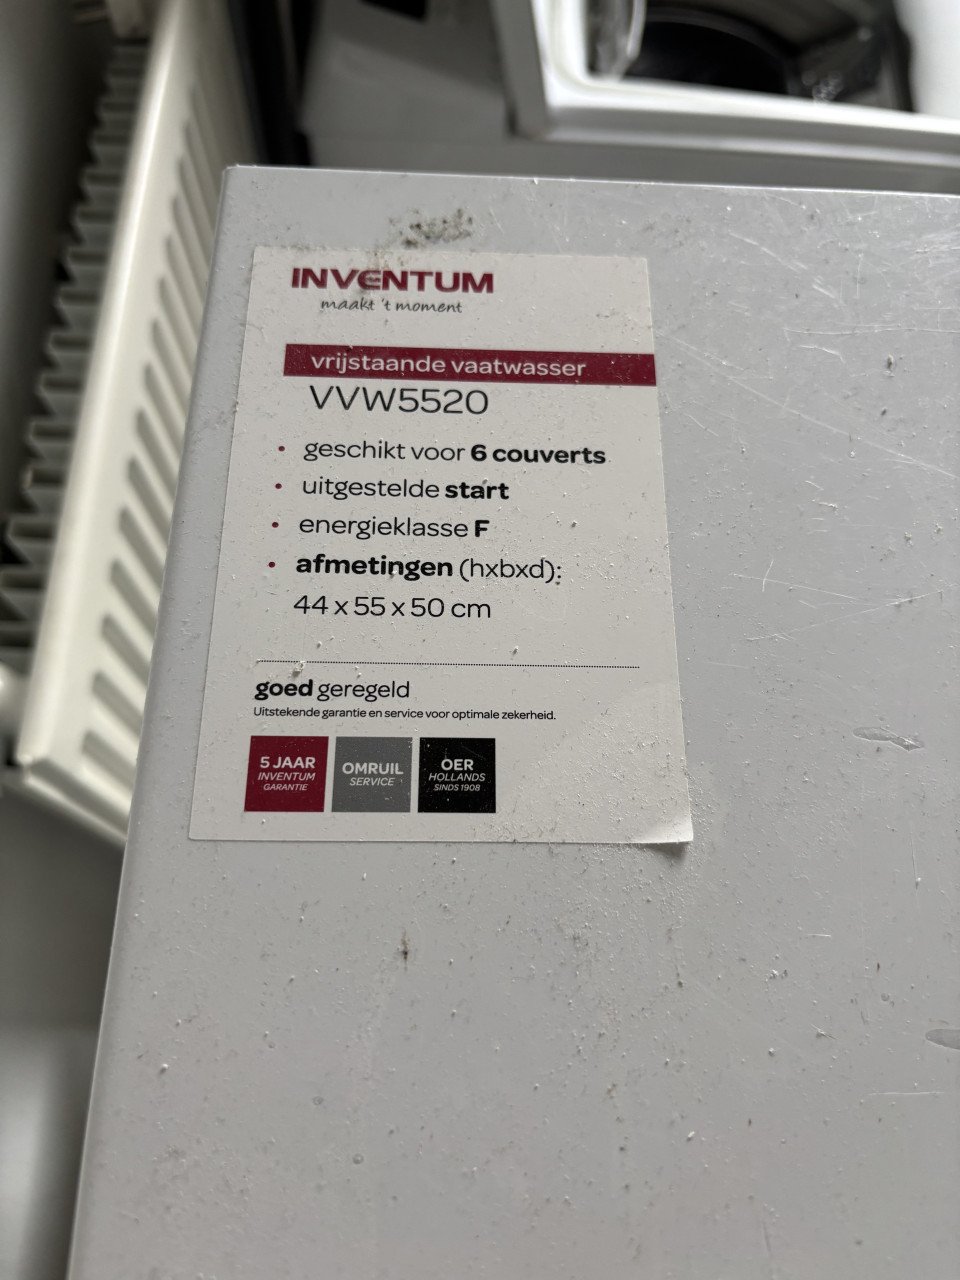 INVENTUM
maakt 't moment
vrijstaande vaatwasser
VVW5520
• geschikt voor 6 couverts
• uitgestelde start
• energieklasse F
• afmetingen (hxbxd):
44 x 55 x 50 cm
goed geregeld
Uitstekende garantie en service voor optimale zekerheid.
5 JAAR
INVENTUM
GARANTIE
OMRUIL
SERVICE
OER
HOLLANDS
SINDS 1908